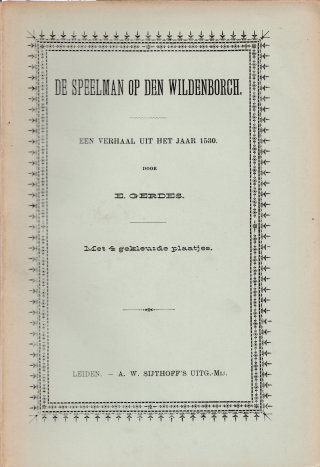 DE SPEELMAN OP DEN WILDENBORCH.
EEN VERHAAL UIT HET JAAR 1530.
DOOR
E. GERDES.
Met 4 gekleurde plaatjes.
LEIDEN. — A. W. SIJTHOFF'S UITG.-MIJ.